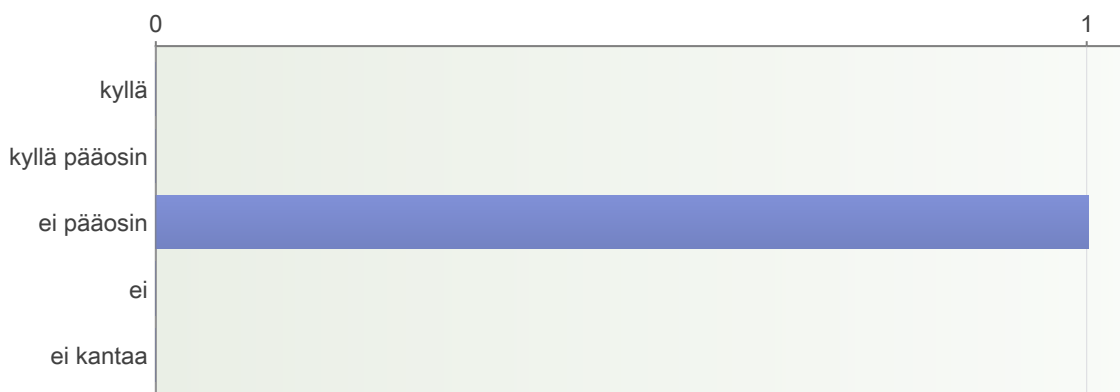 0 1
kyllä
kyllä pääosin
ei pääosin
ei
ei kantaa